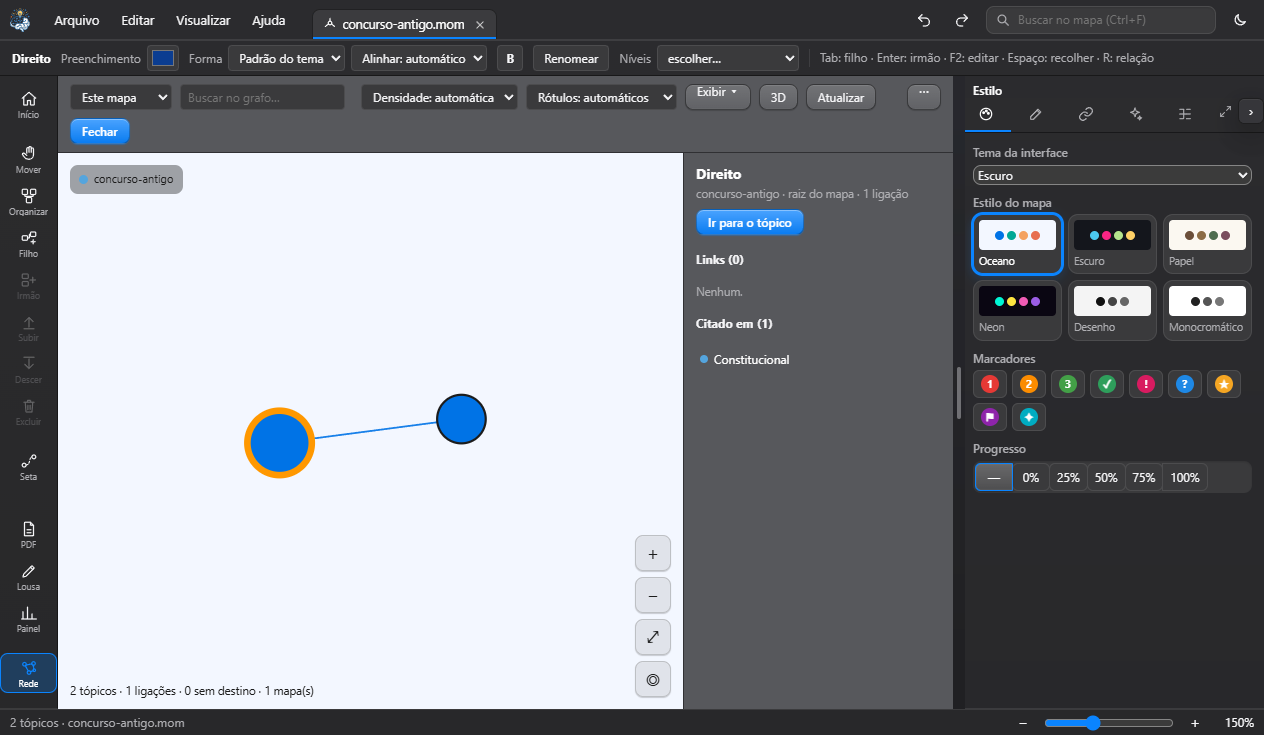 Arquivo Editar Visualizar Ajuda concurso-antigo.mom × Buscar no mapa (Ctrl+F)
Direito Preenchimento Forma Padrão do tema Alinhar: automático B Renomear Níveis escolher... Tab: filho · Enter: irmão · F2: editar · Espaço: recolher · R: relação
Início
Mover
Organizar
Filho
Irmão
Subir
Descer
Excluir
Seta
PDF
Lousa
Painel
Rede
Este mapa Buscar no grafo... Densidade: automática Rótulos: automáticos Exibir 3D Atualizar ...
Fechar
concurso-antigo
+
−
2 tópicos · 1 ligações · 0 sem destino · 1 mapa(s)
Direito
concurso-antigo · raiz do mapa · 1 ligação
Ir para o tópico
Links (0)
Nenhum.
Citado em (1)
Constitucional
Estilo
›
Tema da interface
Escuro
Estilo do mapa
Oceano Escuro Papel
Neon Desenho Monocromático
Marcadores
1 2 3 ✓ ! ? ★
Progresso
— 0% 25% 50% 75% 100%
2 tópicos · concurso-antigo.mom − + 150%